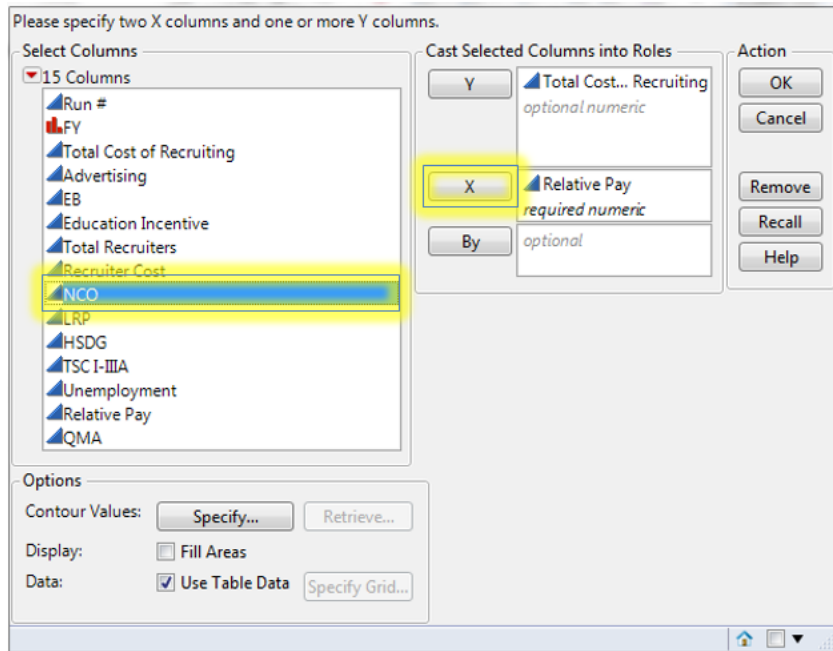 Please specify two X columns and one or more Y columns.
Select Columns
15 Columns
Run #
FY
Total Cost of Recruiting
Advertising
EB
Education Incentive
Total Recruiters
Recruiter Cost
NCO
LRP
HSDG
TSC I-IIIA
Unemployment
Relative Pay
QMA
Cast Selected Columns into Roles
Y
Total Cost... Recruiting
optional numeric
X
Relative Pay
required numeric
By
optional
Action
OK
Cancel
Remove
Recall
Help
Options
Contour Values:
Specify...
Retrieve...
Display:
Fill Areas
Data:
Use Table Data
Specify Grid...